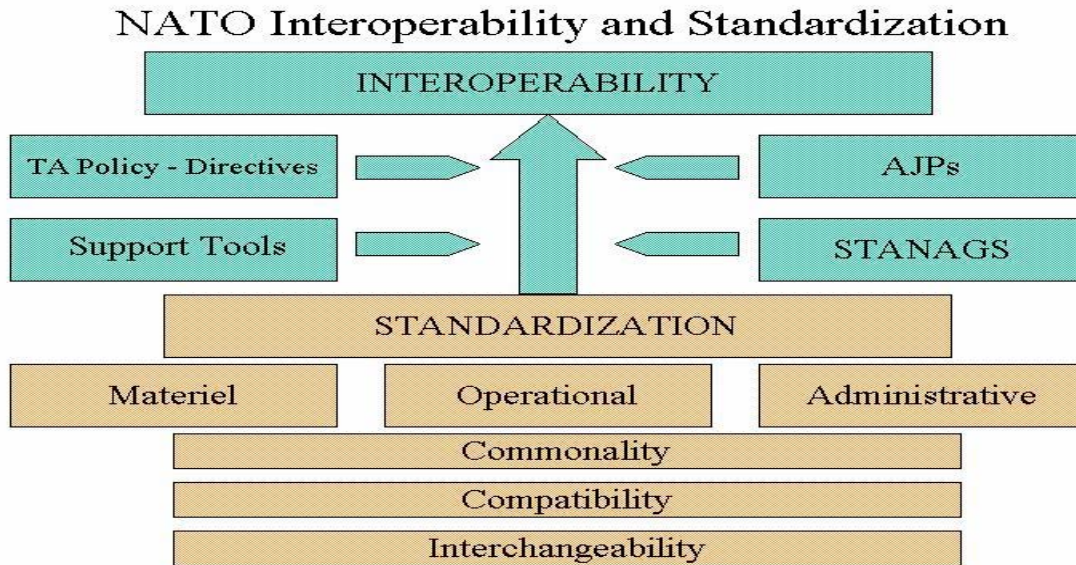 NATO Interoperability and Standardization
INTEROPERABILITY
TA Policy - Directives
AJPs
Support Tools
STANAGS
STANDARDIZATION
Materiel
Operational
Administrative
Commonality
Compatibility
Interchangeability